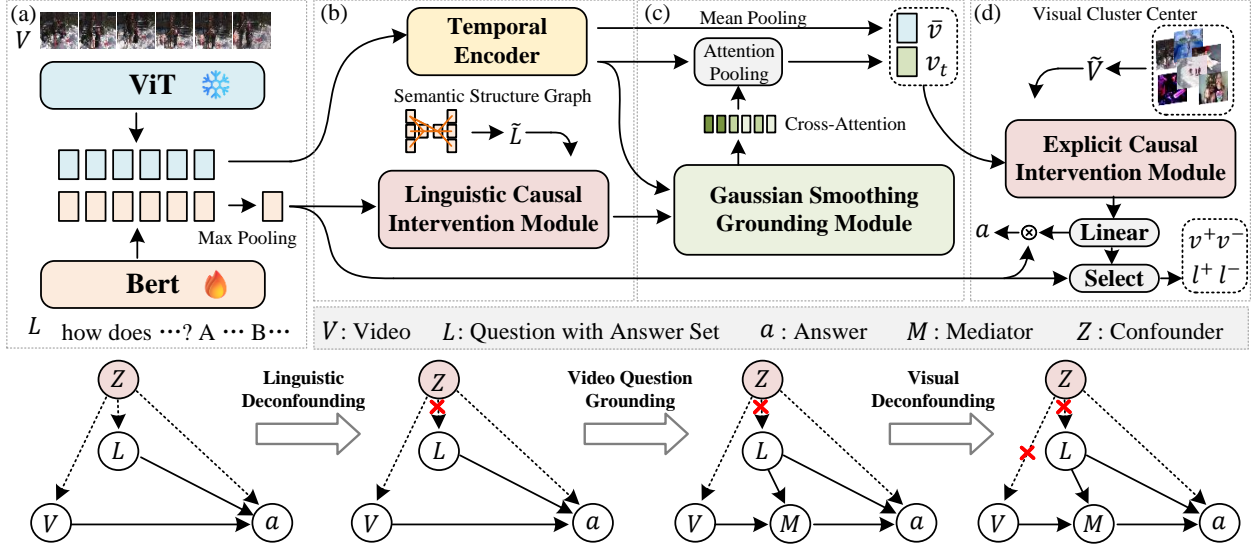 (a)
V
ViT
Max Pooling
Bert
L how does ⋯? A ⋯ B⋯
(b)
Temporal
Encoder
Semantic Structure Graph
L̃
Linguistic Causal
Intervention Module
(c)
Mean Pooling
Attention
Pooling
v̄
v_t
Cross-Attention
Gaussian Smoothing
Grounding Module
(d)
Visual Cluster Center
Ṽ
Explicit Causal
Intervention Module
a ⊗ Linear
Select
v⁺ v⁻
l⁺ l⁻
V : Video L : Question with Answer Set a : Answer M : Mediator Z : Confounder
Z
L
V
a
Linguistic
Deconfounding
Z
L
V
a
Video Question
Grounding
Z
L
V
M
a
Visual
Deconfounding
Z
L
V
M
a